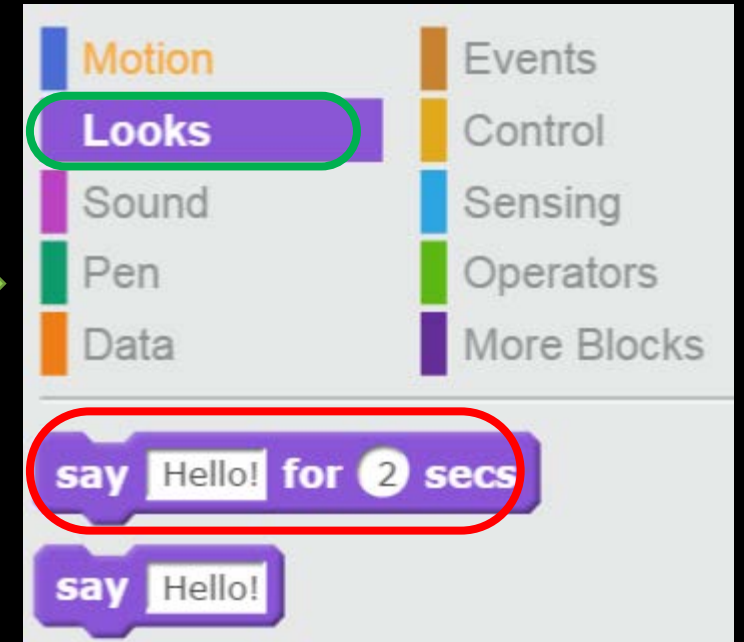 Motion
Looks
Sound
Pen
Data
Events
Control
Sensing
Operators
More Blocks
say Hello! for 2 secs
say Hello!